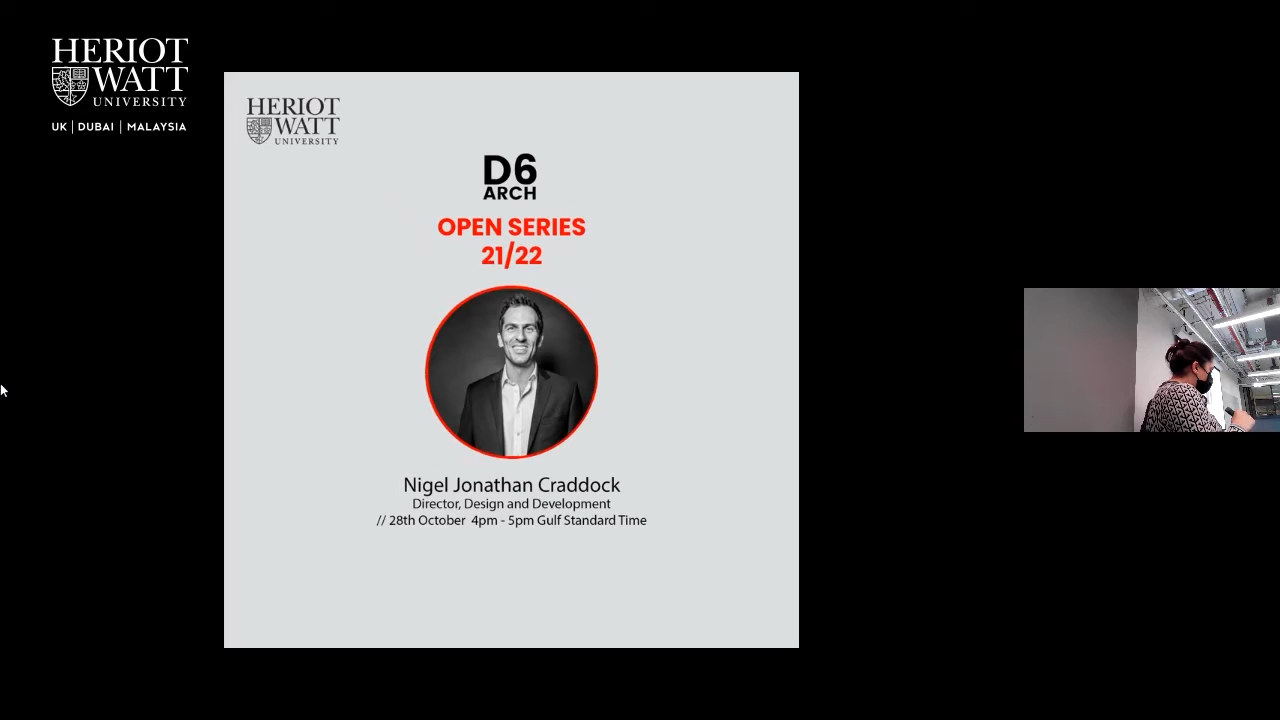 HERIOT
WATT
UNIVERSITY
UK | DUBAI | MALAYSIA
HERIOT
WATT
UNIVERSITY
D6
ARCH
OPEN SERIES
21/22
Nigel Jonathan Craddock
Director, Design and Development
// 28th October 4pm - 5pm Gulf Standard Time